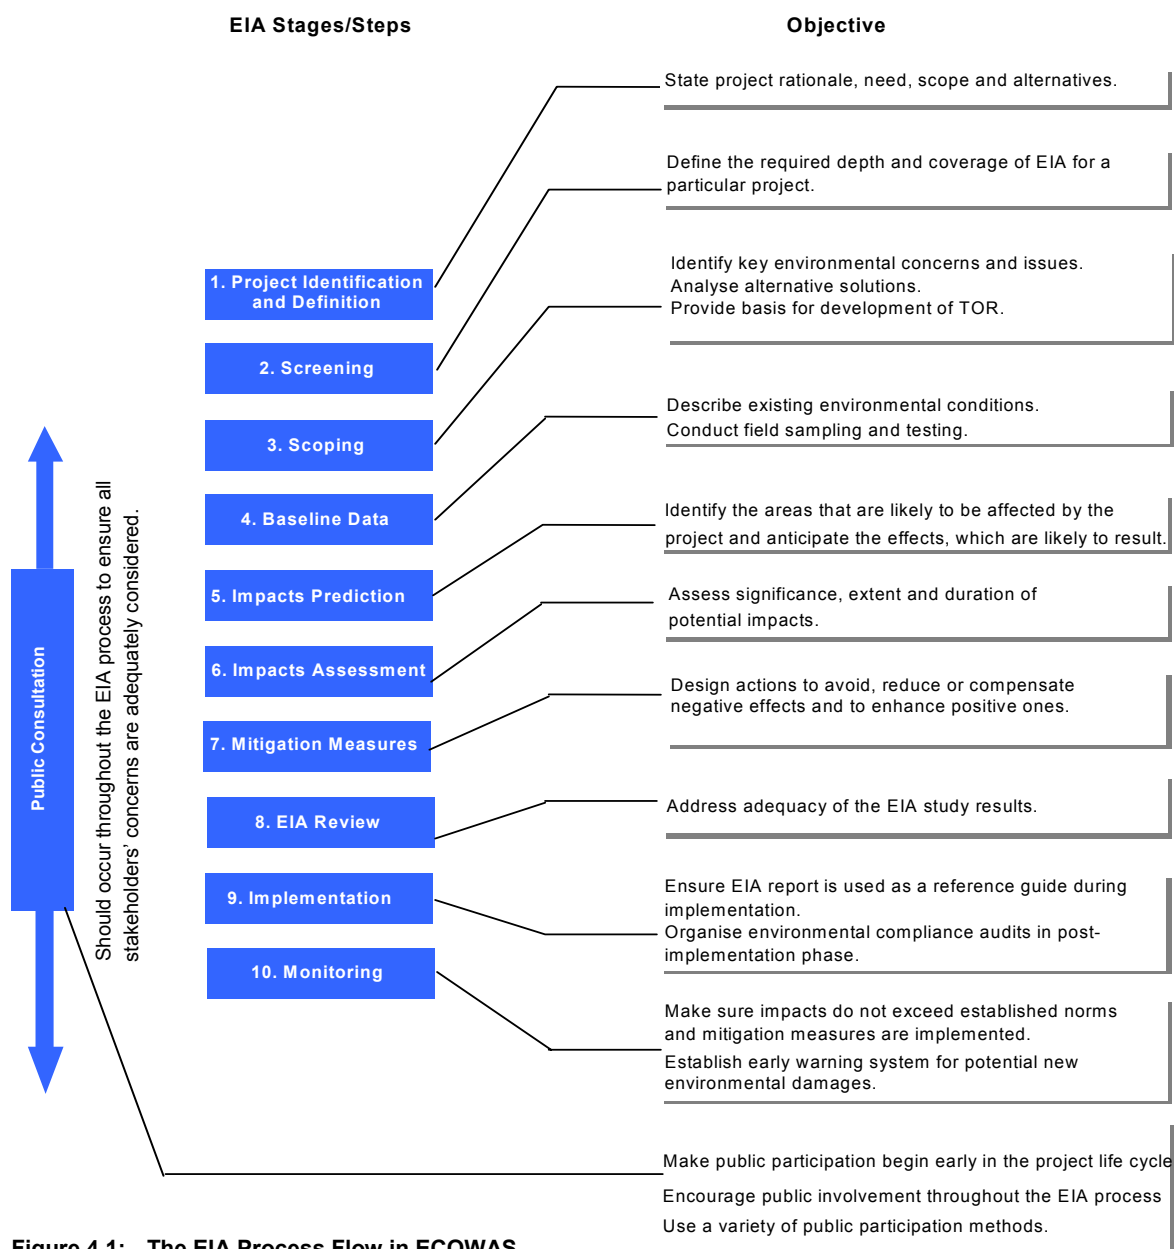 EIA Stages/Steps
Objective
State project rationale, need, scope and alternatives.
Define the required depth and coverage of EIA for a
particular project.
1. Project Identification
and Definition
Identify key environmental concerns and issues.
Analyse alternative solutions.
Provide basis for development of TOR.
2. Screening
3. Scoping
Describe existing environmental conditions.
Conduct field sampling and testing.
4. Baseline Data
Identify the areas that are likely to be affected by the
project and anticipate the effects, which are likely to result.
5. Impacts Prediction
Assess significance, extent and duration of
potential impacts.
6. Impacts Assessment
Design actions to avoid, reduce or compensate
negative effects and to enhance positive ones.
7. Mitigation Measures
8. EIA Review
Address adequacy of the EIA study results.
9. Implementation
Ensure EIA report is used as a reference guide during
implementation.
Organise environmental compliance audits in post-
implementation phase.
10. Monitoring
Make sure impacts do not exceed established norms
and mitigation measures are implemented.
Establish early warning system for potential new
environmental damages.
Public Consultation
Should occur throughout the EIA process to ensure all
stakeholders' concerns are adequately considered.
Make public participation begin early in the project life cycle
Encourage public involvement throughout the EIA process
Use a variety of public participation methods.
Figure 4.1: The EIA Process Flow in ECOWAS